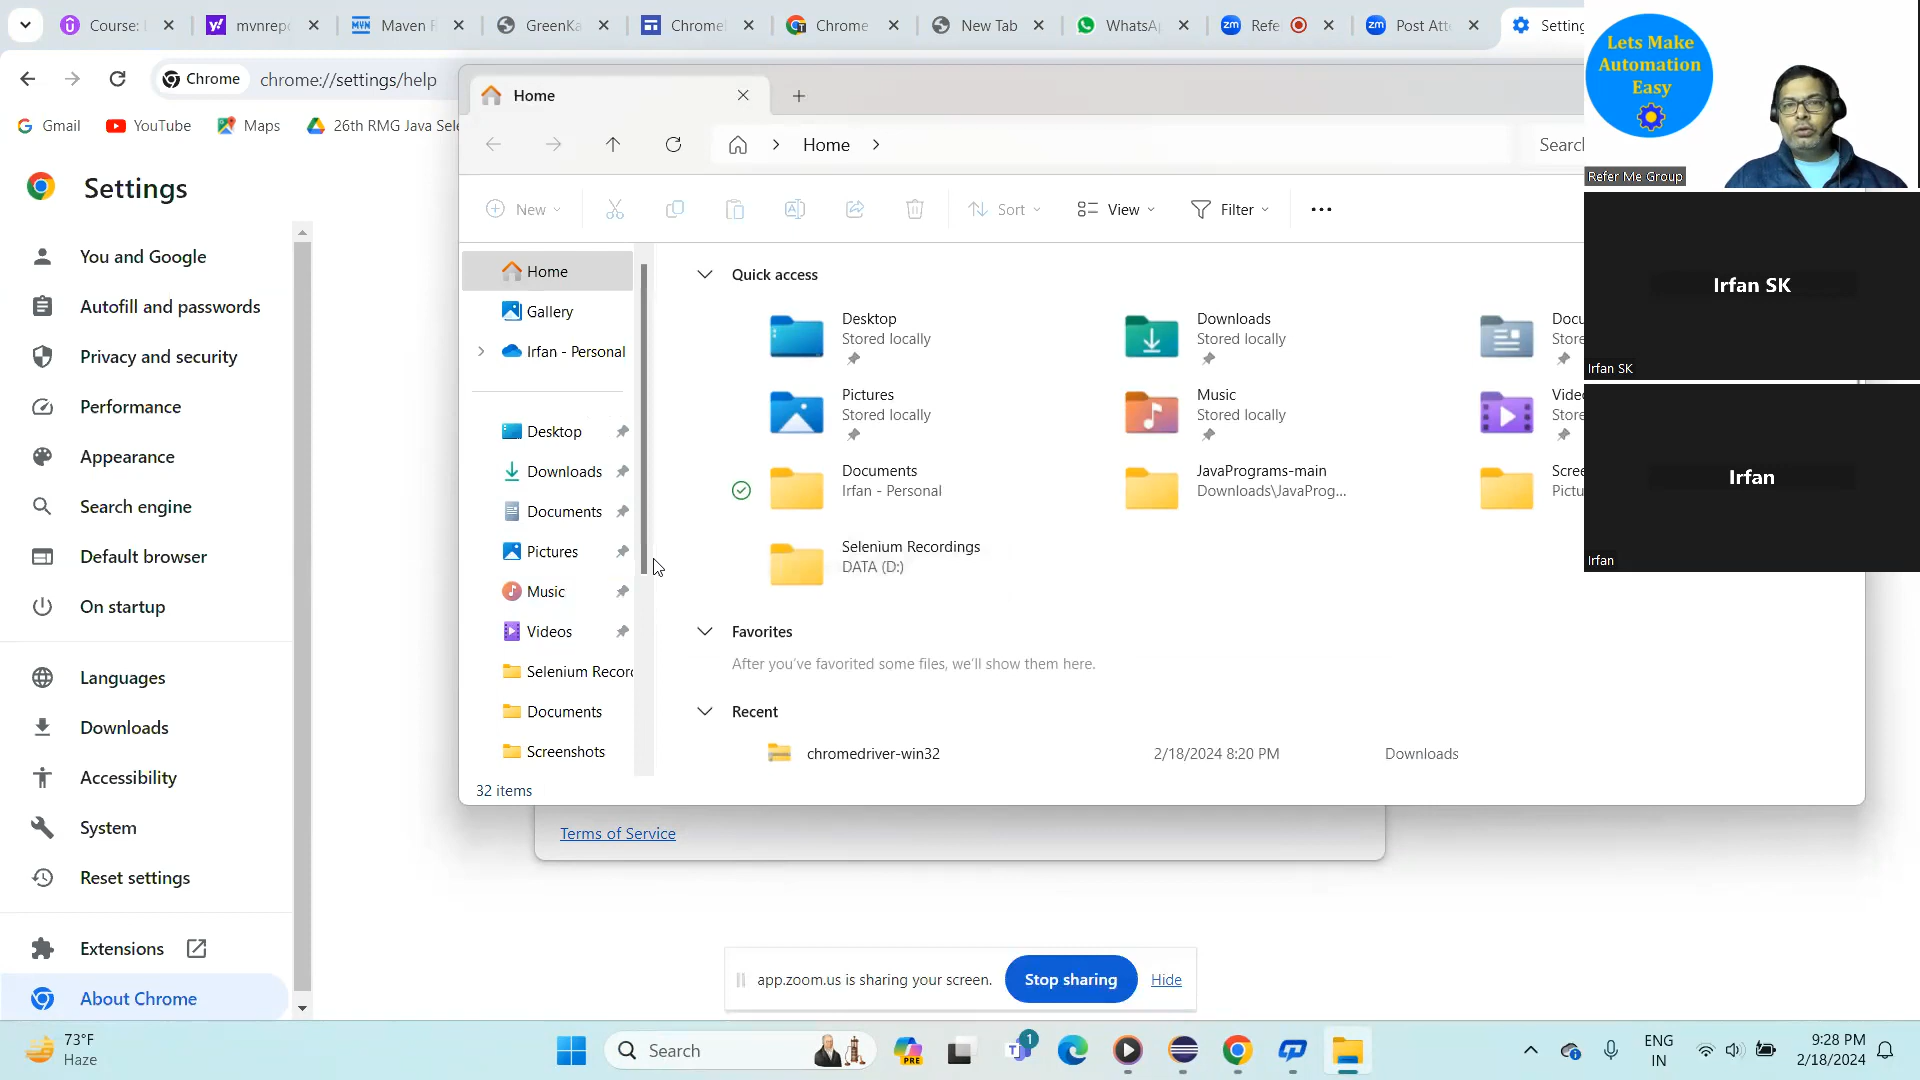 Course:
mvnrep
Maven R
GreenKa
Chrome
Chrome
New Tab
WhatsA
Refe
Post Att
Setting
Chrome
chrome://settings/help
Gmail
YouTube
Maps
26th RMG Java Sele
Settings
You and Google
Autofill and passwords
Privacy and security
Performance
Appearance
Search engine
Default browser
On startup
Languages
Downloads
Accessibility
System
Reset settings
Extensions
About Chrome
Home
Home
Search
New
Sort
View
Filter
Home
Gallery
Irfan - Personal
Desktop
Downloads
Documents
Pictures
Music
Videos
Selenium Record
Documents
Screenshots
Quick access
Desktop
Stored locally
Downloads
Stored locally
Docu
Store
Pictures
Stored locally
Music
Stored locally
Video
Store
Documents
Irfan - Personal
JavaPrograms-main
Downloads\JavaProg...
Scre
Pictu
Selenium Recordings
DATA (D:)
Favorites
After you've favorited some files, we'll show them here.
Recent
chromedriver-win32
2/18/2024 8:20 PM
Downloads
32 items
Terms of Service
app.zoom.us is sharing your screen.
Stop sharing
Hide
Lets Make
Automation
Easy
Refer Me Group
Irfan SK
Irfan SK
Irfan
Irfan
73°F
Haze
Search
PRE
1
ENG
IN
9:28 PM
2/18/2024